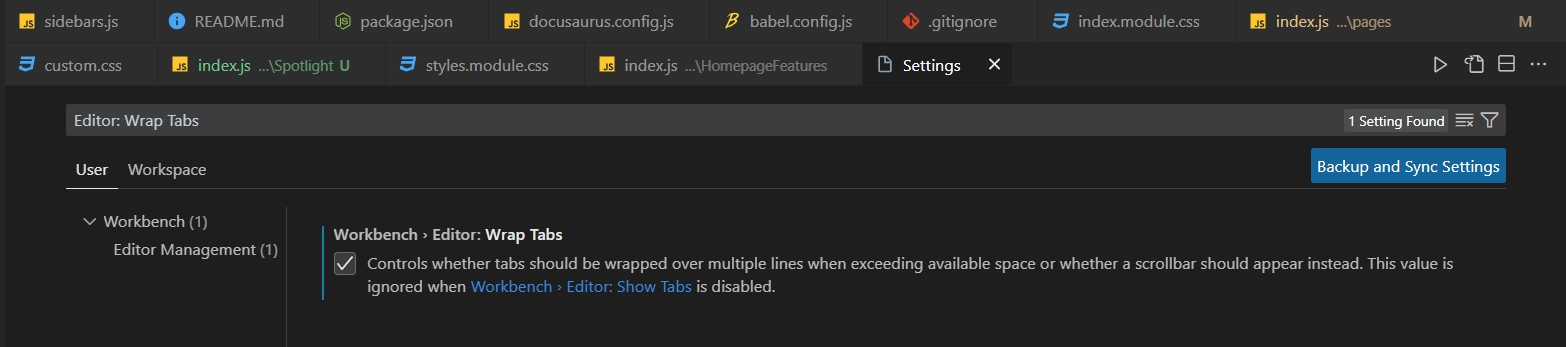 sidebars.js README.md package.json docusaurus.config.js babel.config.js .gitignore index.module.css index.js ...\pages M
custom.css index.js ...\Spotlight U styles.module.css index.js ...\HomepageFeatures Settings
Editor: Wrap Tabs 1 Setting Found
User Workspace Backup and Sync Settings
Workbench (1)
Editor Management (1)
Workbench › Editor: Wrap Tabs
Controls whether tabs should be wrapped over multiple lines when exceeding available space or whether a scrollbar should appear instead. This value is
ignored when Workbench › Editor: Show Tabs is disabled.